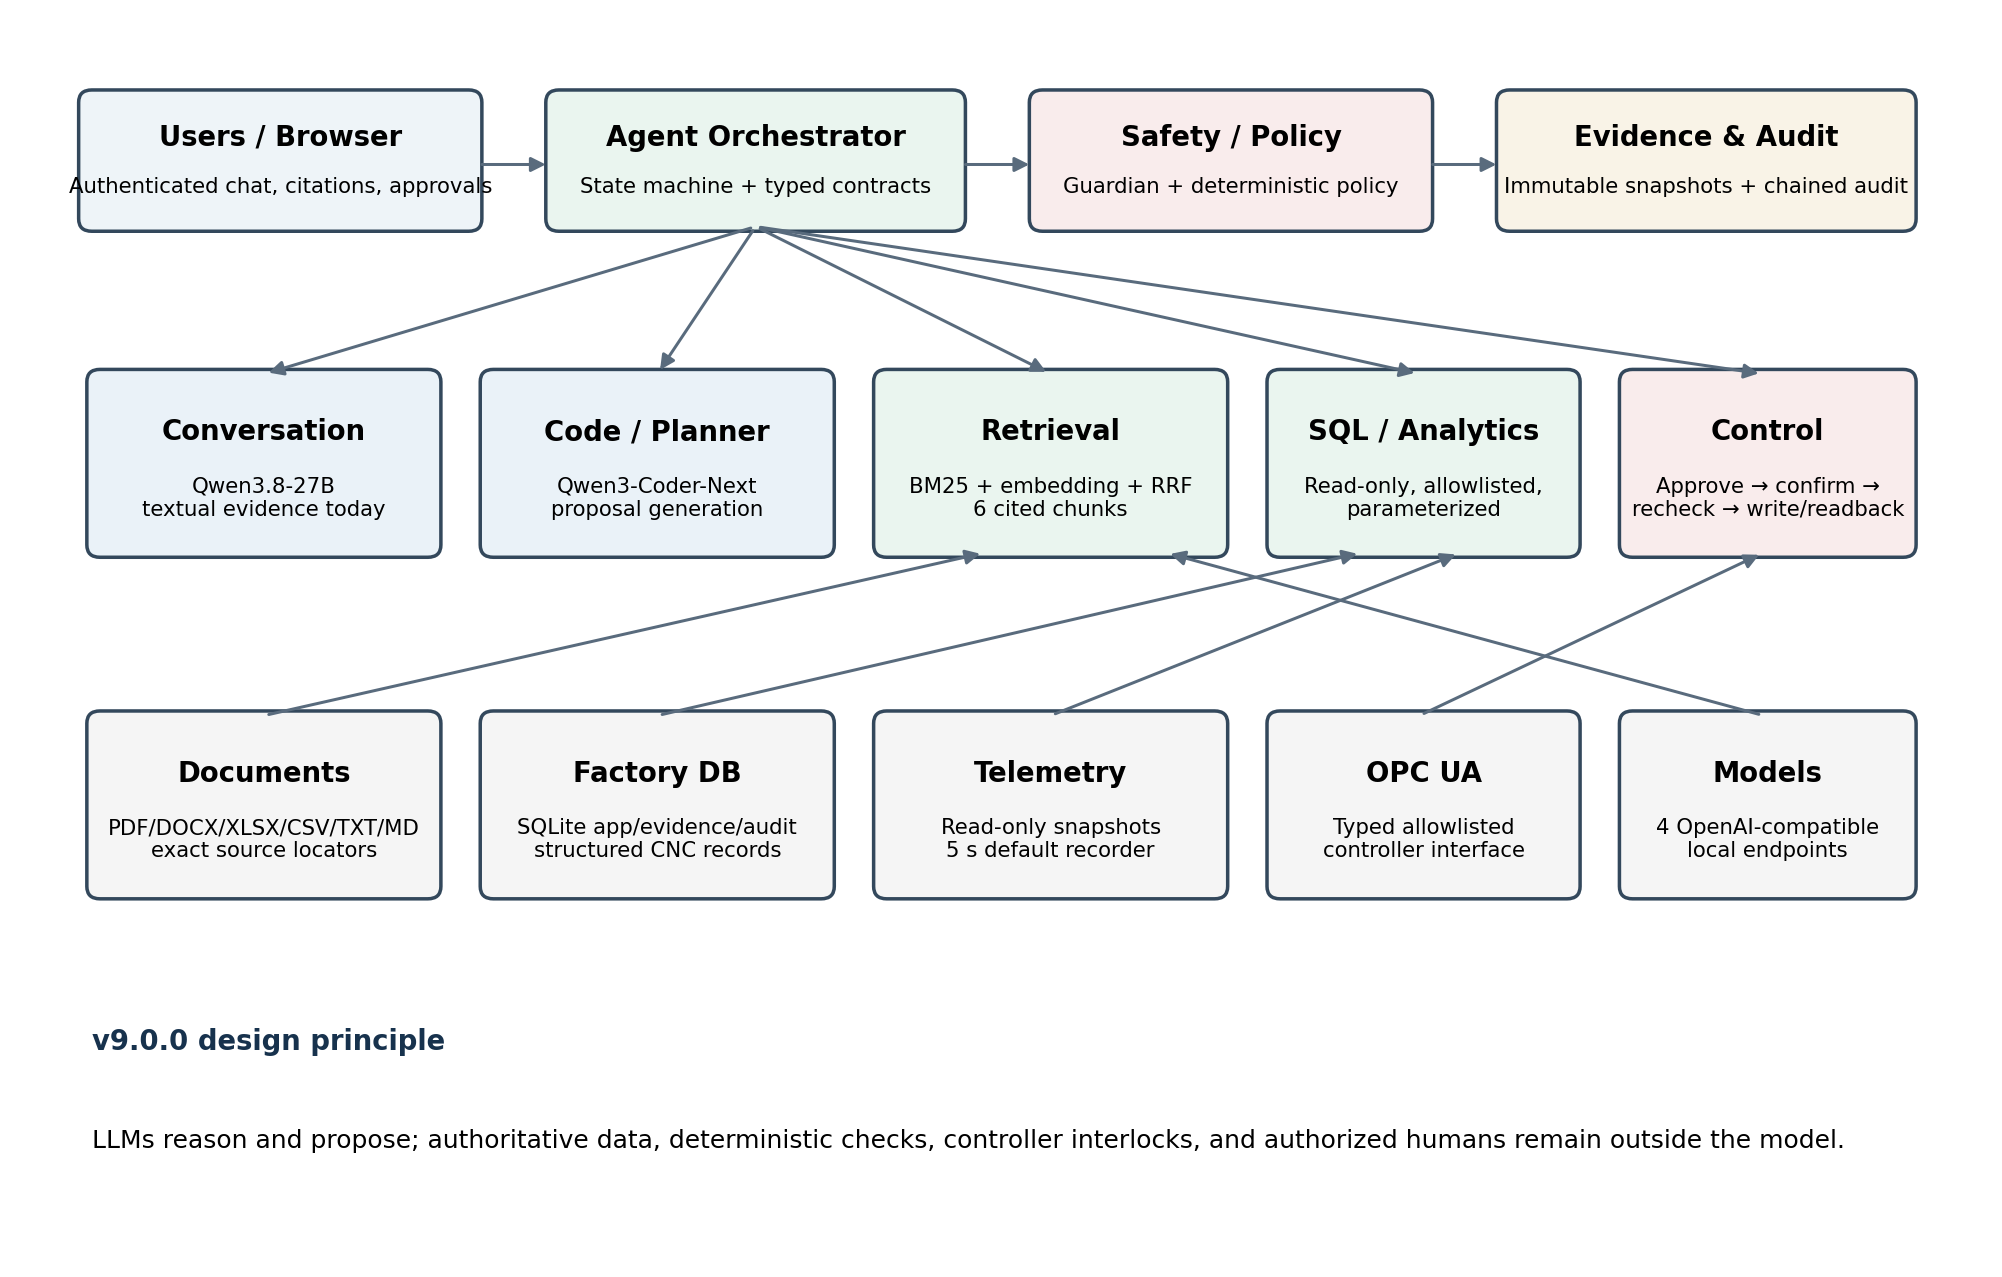 Users / Browser
Authenticated chat, citations, approvals
Agent Orchestrator
State machine + typed contracts
Safety / Policy
Guardian + deterministic policy
Evidence & Audit
Immutable snapshots + chained audit
Conversation
Qwen3.8-27B
textual evidence today
Code / Planner
Qwen3-Coder-Next
proposal generation
Retrieval
BM25 + embedding + RRF
6 cited chunks
SQL / Analytics
Read-only, allowlisted,
parameterized
Control
Approve → confirm →
recheck → write/readback
Documents
PDF/DOCX/XLSX/CSV/TXT/MD
exact source locators
Factory DB
SQLite app/evidence/audit
structured CNC records
Telemetry
Read-only snapshots
5 s default recorder
OPC UA
Typed allowlisted
controller interface
Models
4 OpenAI-compatible
local endpoints
v9.0.0 design principle
LLMs reason and propose; authoritative data, deterministic checks, controller interlocks, and authorized humans remain outside the model.